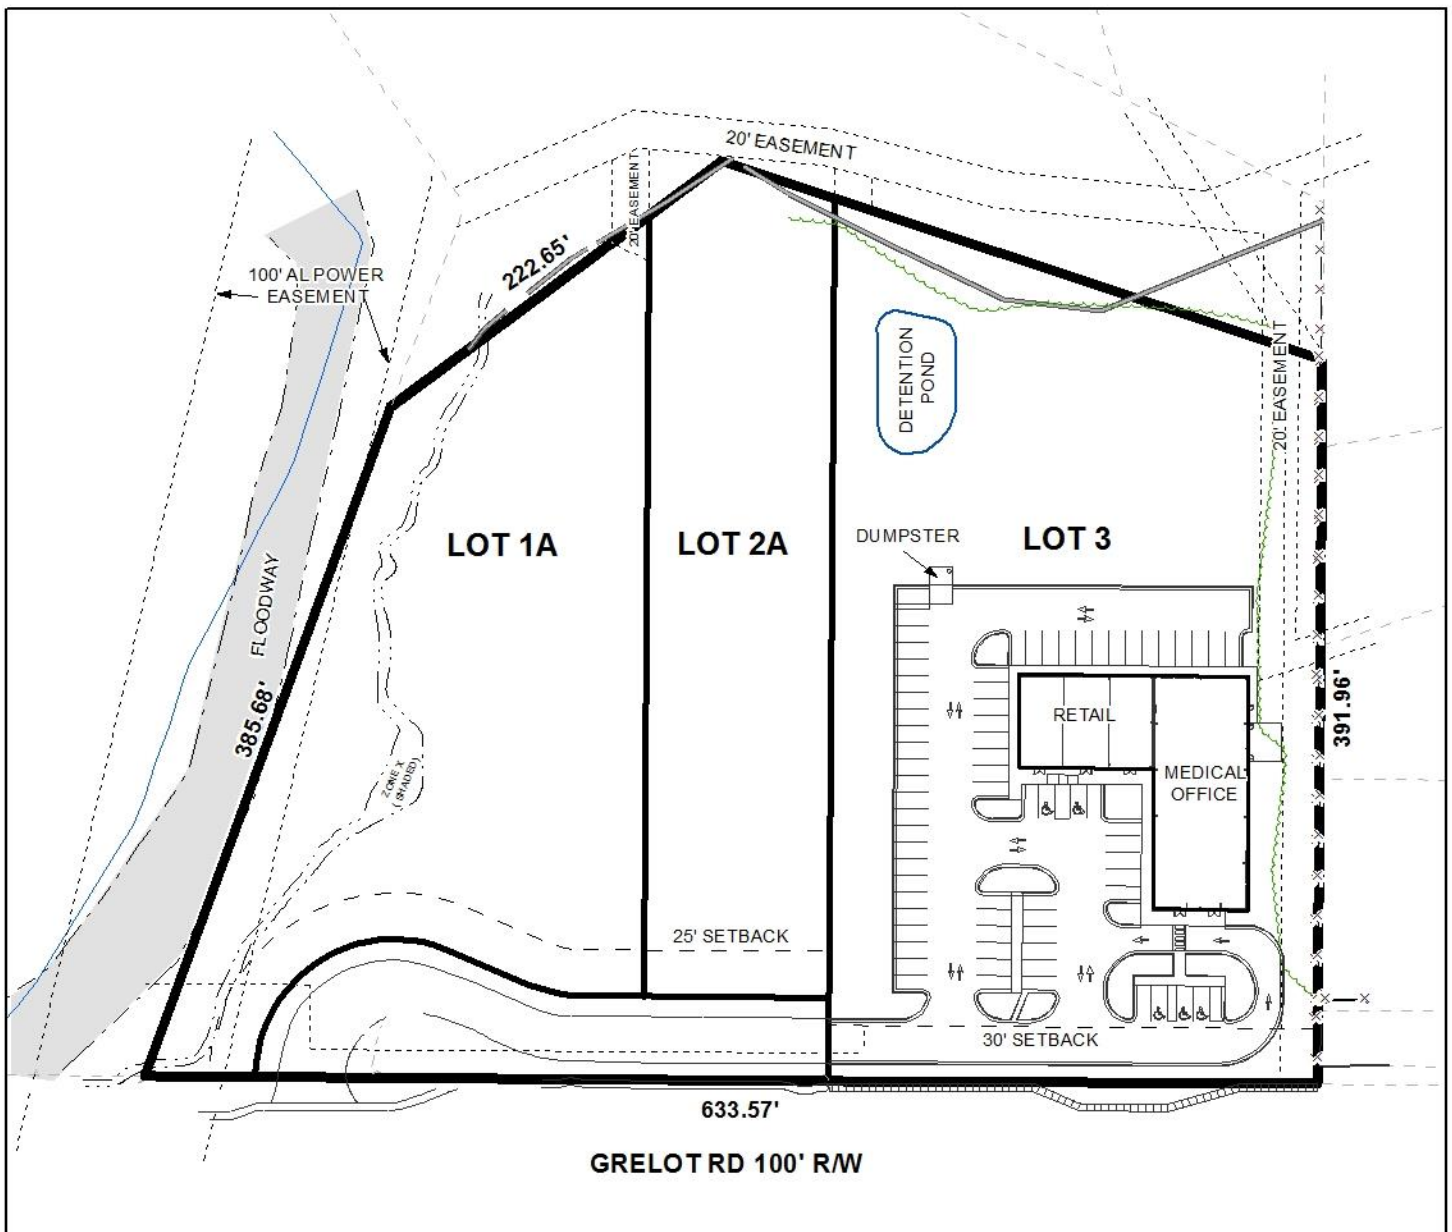 20' EASEMENT
20' EASEMENT
222.65'
100' AL POWER
EASEMENT
DETENTION
POND
20' EASEMENT
LOT 1A
LOT 2A
DUMPSTER
LOT 3
FLOODWAY
385.68'
391.96'
RETAIL
ZONE X
(SHADED)
MEDICAL
OFFICE
25' SETBACK
30' SETBACK
633.57'
GRELOT RD 100' R/W